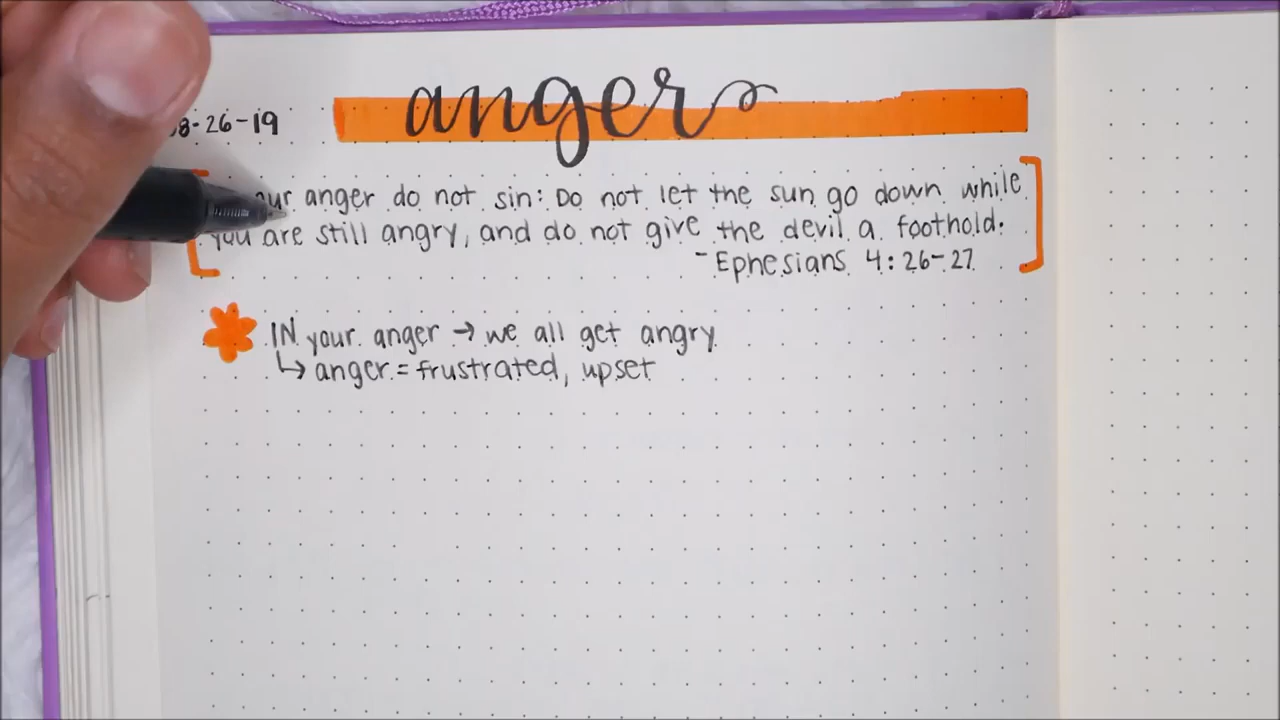 anger
8-26-19
ur anger do not sin: Do not let the sun go down while
you are still angry, and do not give the devil a foothold.
-Ephesians 4:26-27
IN your anger → we all get angry
↳ anger = frustrated, upset